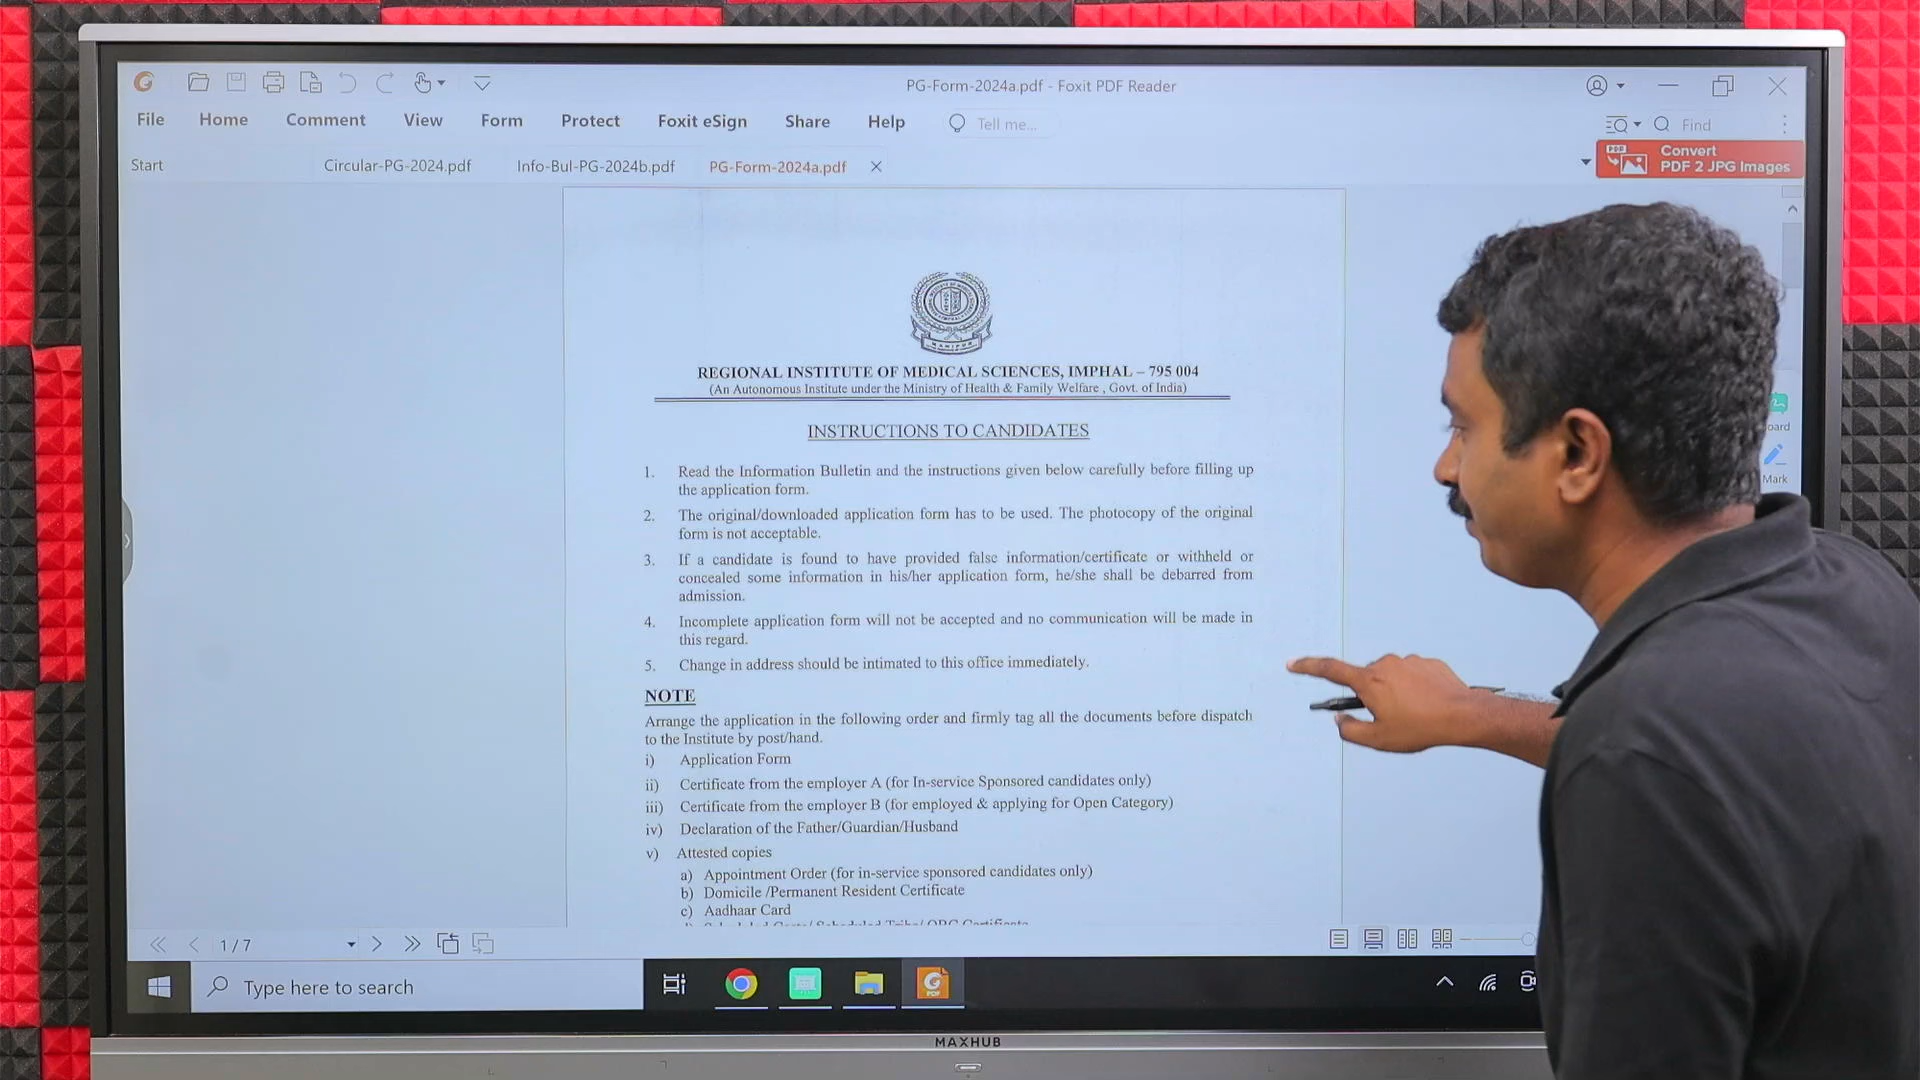 PG-Form-2024a.pdf - Foxit PDF Reader
File Home Comment View Form Protect Foxit eSign Share Help Tell me... Find
Start Circular-PG-2024.pdf Info-Bul-PG-2024b.pdf PG-Form-2024a.pdf
PDF Convert
PDF 2 JPG Images
MANIPUR
REGIONAL INSTITUTE OF MEDICAL SCIENCES, IMPHAL – 795 004
(An Autonomous Institute under the Ministry of Health & Family Welfare , Govt. of India)
INSTRUCTIONS TO CANDIDATES
1. Read the Information Bulletin and the instructions given below carefully before filling up
the application form.
2. The original/downloaded application form has to be used. The photocopy of the original
form is not acceptable.
3. If a candidate is found to have provided false information/certificate or withheld or
concealed some information in his/her application form, he/she shall be debarred from
admission.
4. Incomplete application form will not be accepted and no communication will be made in
this regard.
5. Change in address should be intimated to this office immediately.
NOTE
Arrange the application in the following order and firmly tag all the documents before dispatch
to the Institute by post/hand.
i) Application Form
ii) Certificate from the employer A (for In-service Sponsored candidates only)
iii) Certificate from the employer B (for employed & applying for Open Category)
iv) Declaration of the Father/Guardian/Husband
v) Attested copies
a) Appointment Order (for in-service sponsored candidates only)
b) Domicile /Permanent Resident Certificate
c) Aadhaar Card
oard
Mark
1 / 7
Type here to search
PDF
MAXHUB